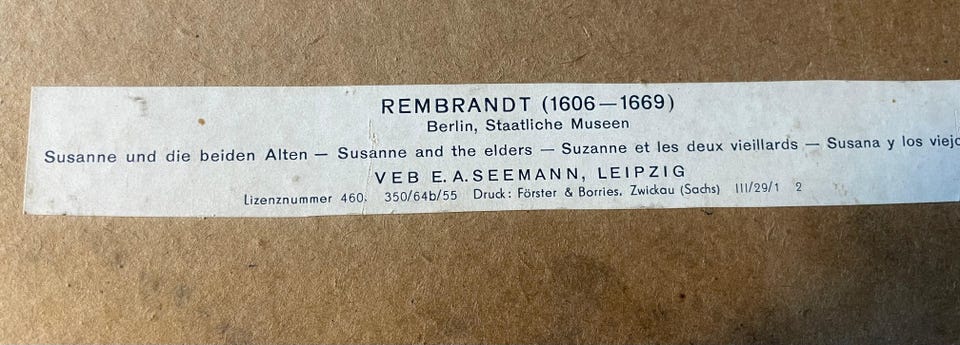 REMBRANDT (1606—1669)
Berlin, Staatliche Museen
Susanne und die beiden Alten — Susanne and the elders — Suzanne et les deux vieillards — Susana y los viejo
VEB E. A. SEEMANN, LEIPZIG
Lizenznummer 460. 350/64b/55 Druck: Förster & Borries, Zwickau (Sachs) III/29/1 2